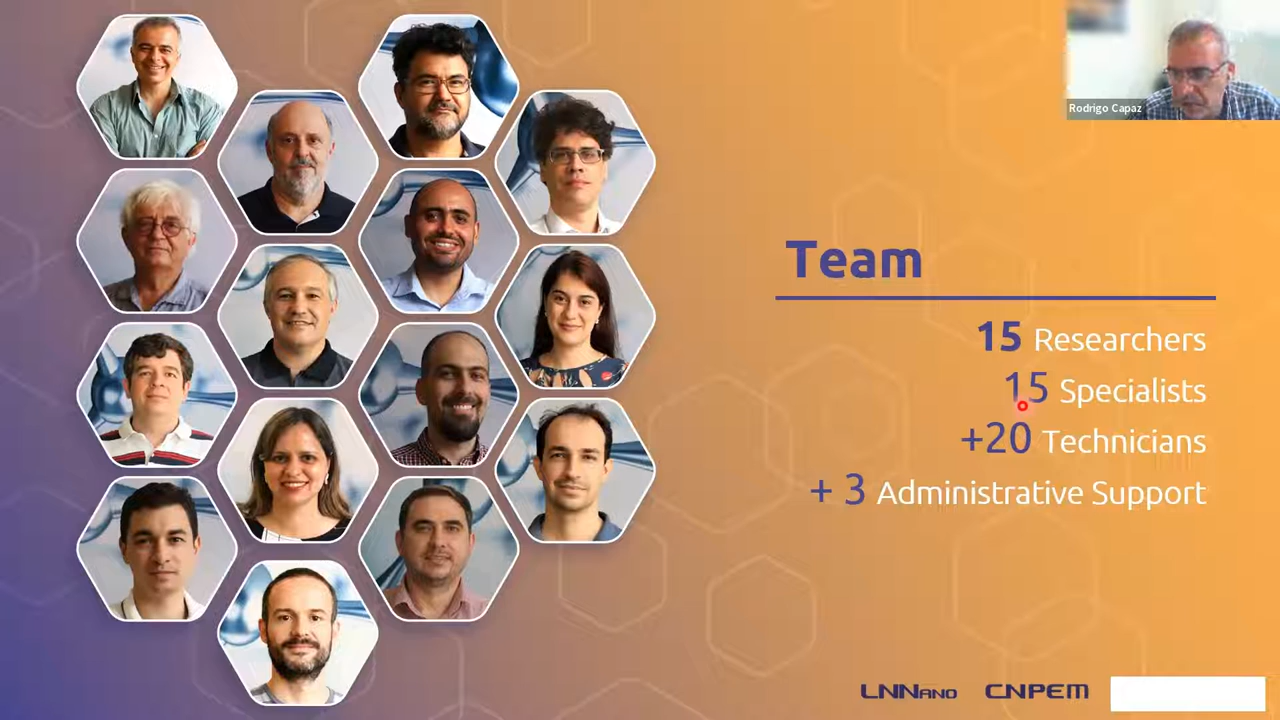 Rodrigo Capaz
Team
15 Researchers
15 Specialists
+20 Technicians
+ 3 Administrative Support
LNNANO CNPEM